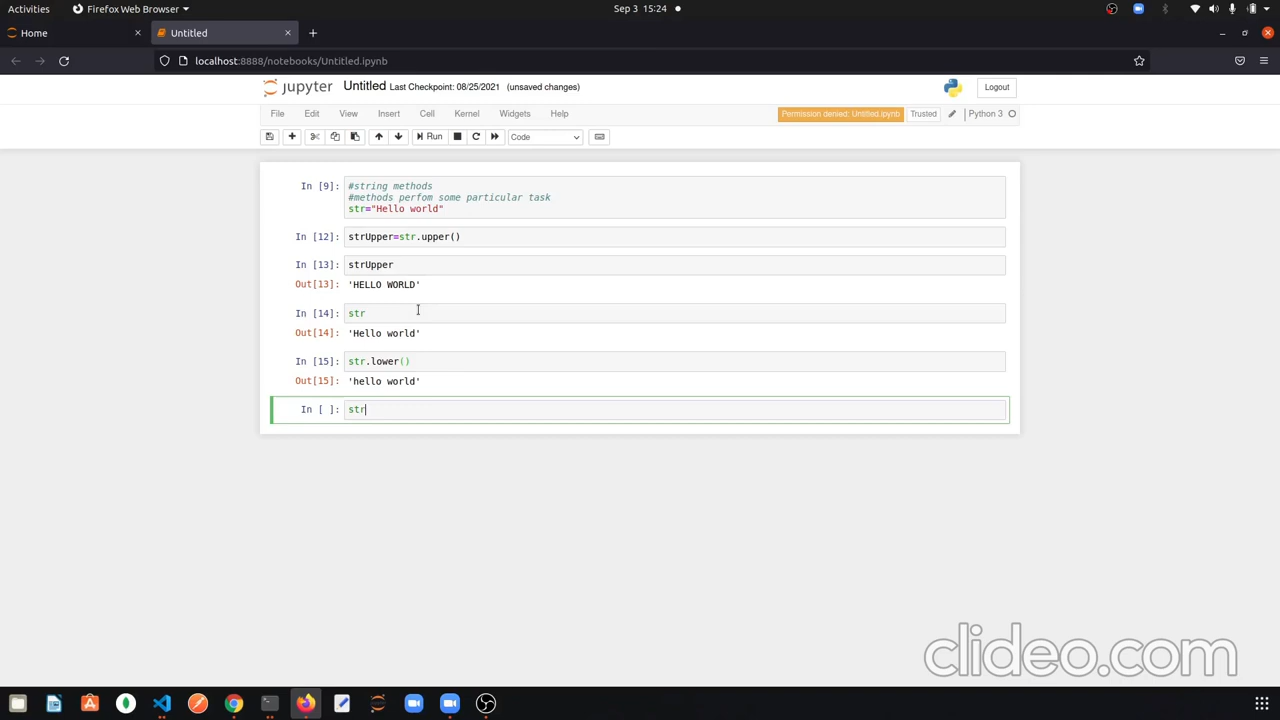 Activities Firefox Web Browser Sep 3 15:24
Home Untitled
localhost:8888/notebooks/Untitled.ipynb
jupyter Untitled Last Checkpoint: 08/25/2021 (unsaved changes) Logout
File Edit View Insert Cell Kernel Widgets Help Permission denied: Untitled.ipynb Trusted Python 3
Run Code
In [9]: #string methods
#methods perfom some particular task
str="Hello world"
In [12]: strUpper=str.upper()
In [13]: strUpper
Out[13]: 'HELLO WORLD'
In [14]: str
Out[14]: 'Hello world'
In [15]: str.lower()
Out[15]: 'hello world'
In [ ]: str
clideo.com